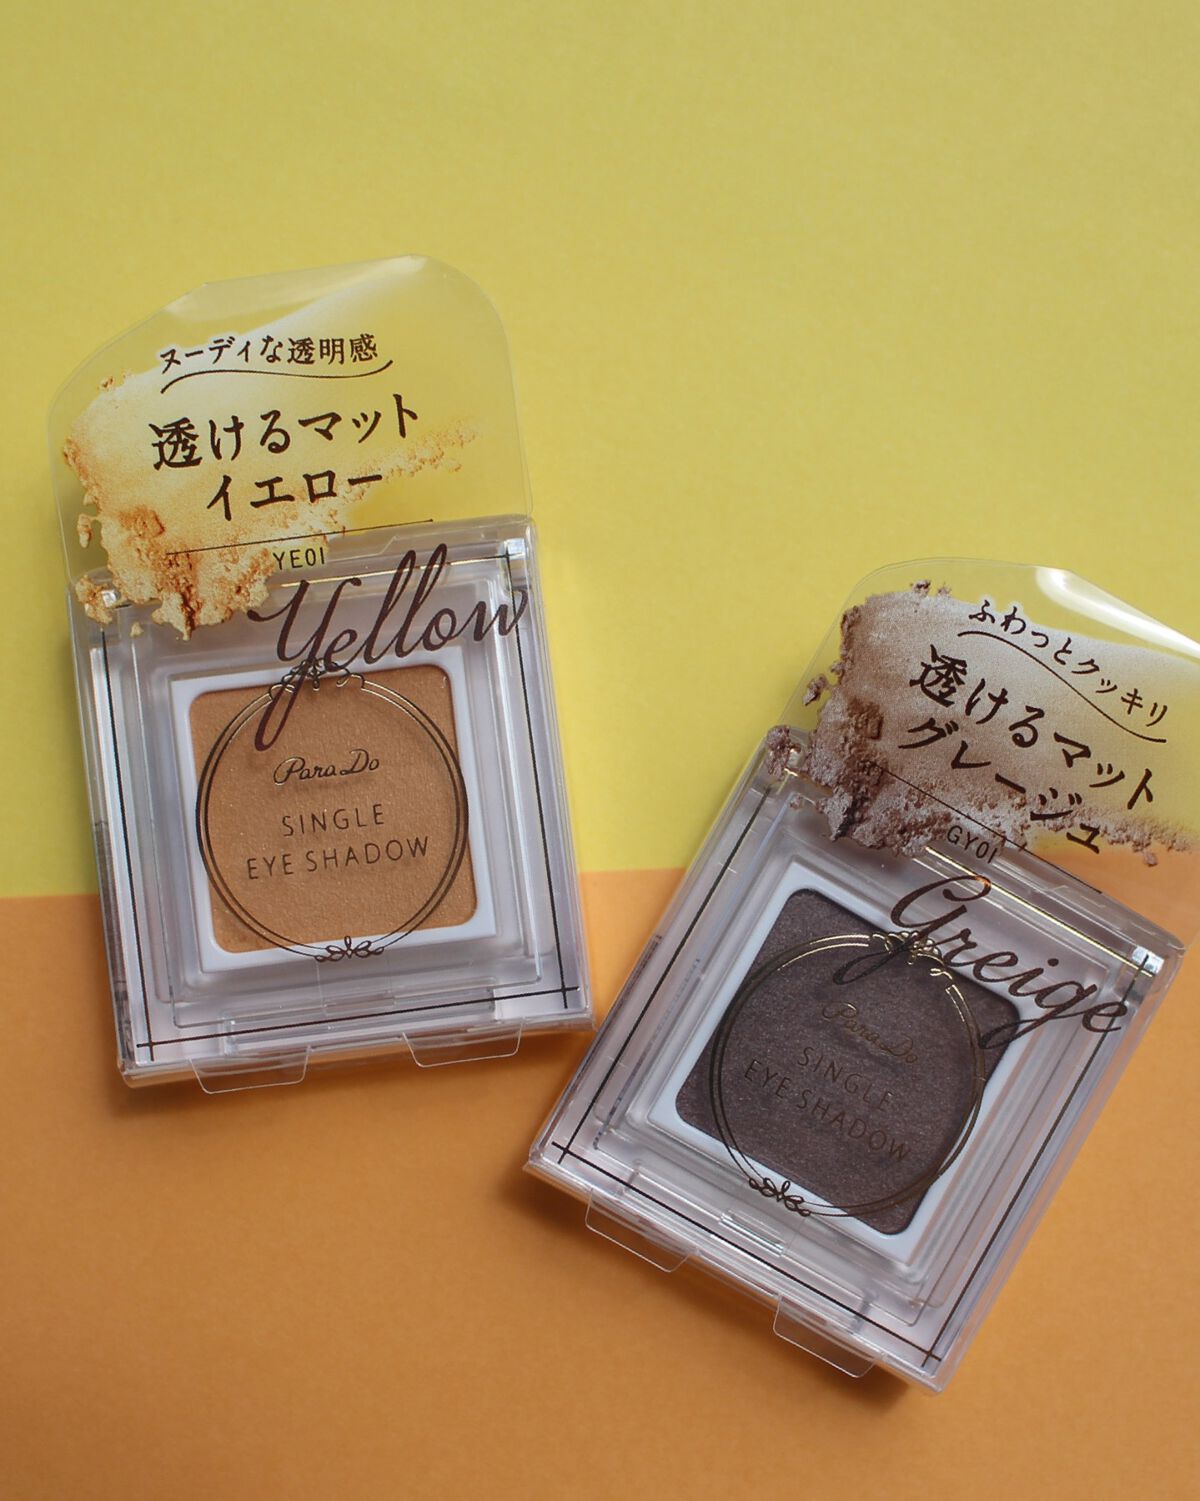 ヌーディな透明感
透けるマット
イエロー
YE01
Yellow
ParaDo
SINGLE
EYE SHADOW
ふわっとクッキリ
透けるマット
グレージュ
GY01
Greige
ParaDo
SINGLE
EYE SHADOW